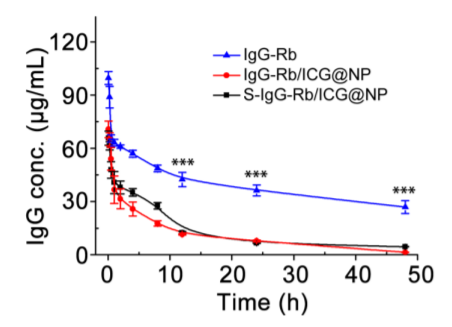 120
90
60
30
0
IgG conc. (μg/mL)
IgG-Rb
IgG-Rb/ICG@NP
S-IgG-Rb/ICG@NP
***
***
***
0
10
20
30
40
50
Time (h)